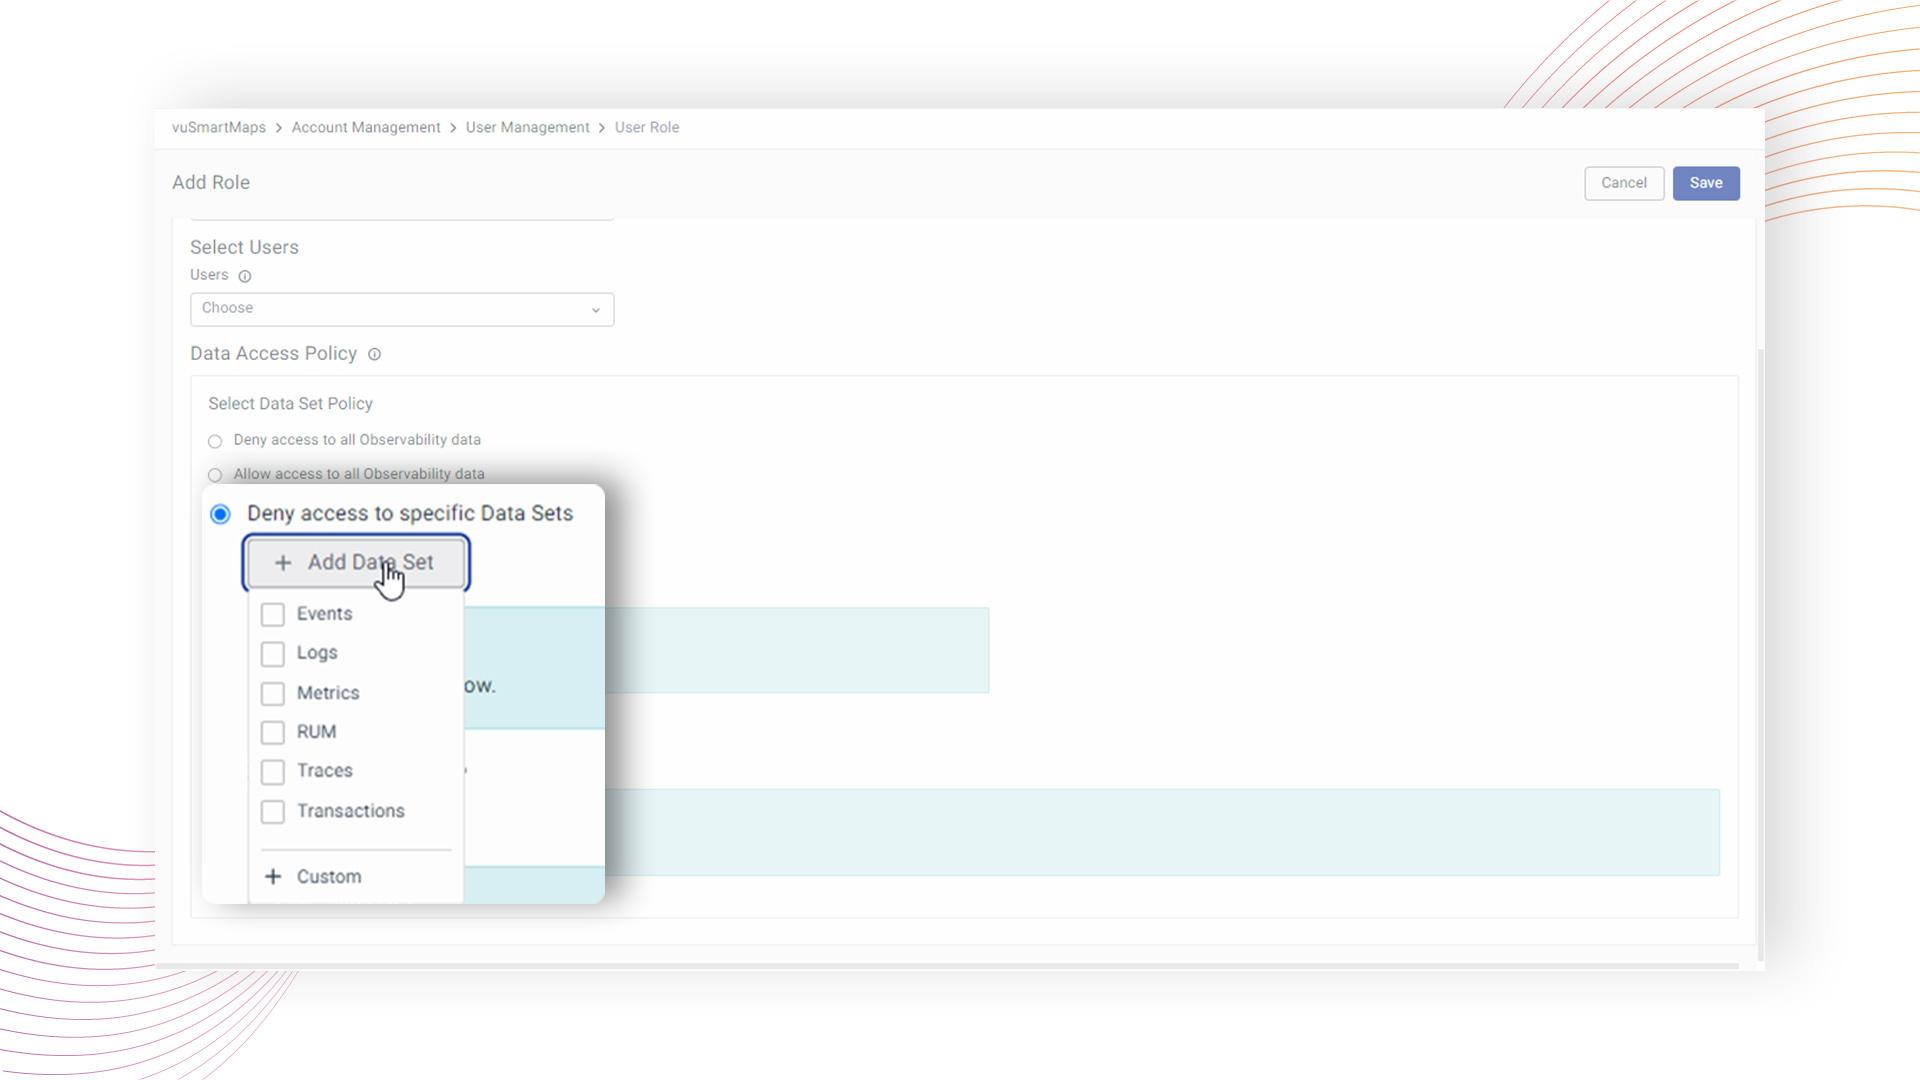 vuSmartMaps > Account Management > User Management > User Role
Add Role
Cancel
Save
Select Users
Users
Choose
Data Access Policy
Select Data Set Policy
Deny access to all Observability data
Allow access to all Observability data
Deny access to specific Data Sets
+ Add Data Set
Events
Logs
ow.
Metrics
RUM
Traces
Transactions
+ Custom